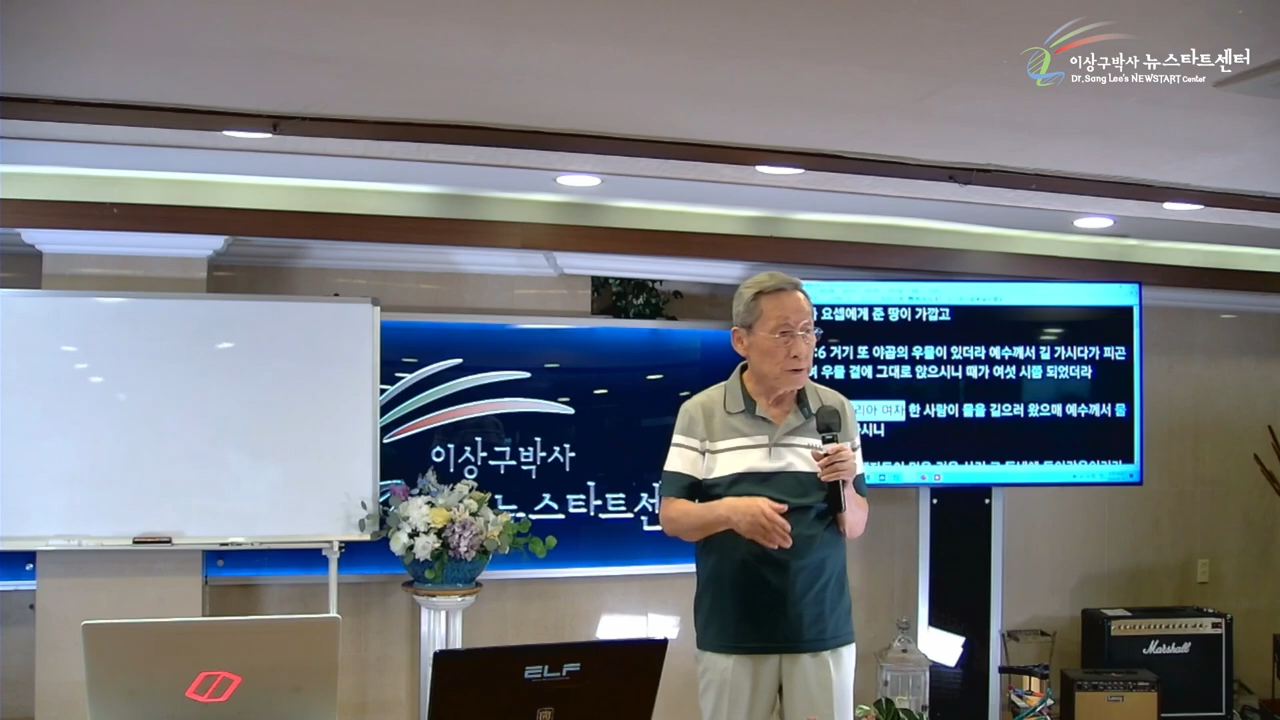 이상구박사 뉴스타트센터
Dr. Sang Lee's NEWSTART Center
요셉에게 준 땅이 가깝고
:6 거기 또 야곱의 우물이 있더라 예수께서 길 가시다가 피곤
우물 곁에 그대로 앉으시니 때가 여섯 시쯤 되었더라
리아 여자 한 사람이 물을 길으러 왔으매 예수께서 물
시니
이상구박사
뉴스타트센
ELF
Marshall
Laney